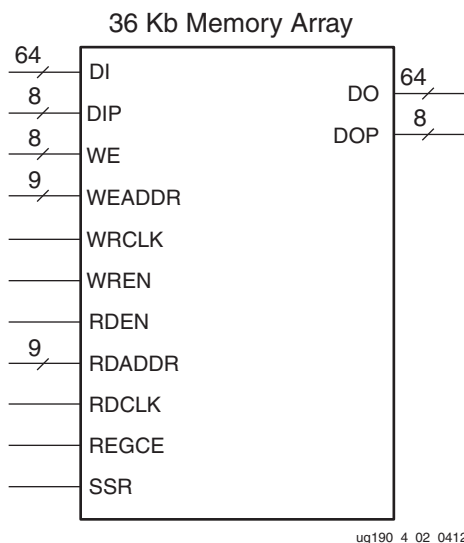 36 Kb Memory Array
64
DI
8
DIP
8
WE
9
WEADDR
WRCLK
WREN
RDEN
9
RDADDR
RDCLK
REGCE
SSR
DO
64
DOP
8
ug190_4_02_0412